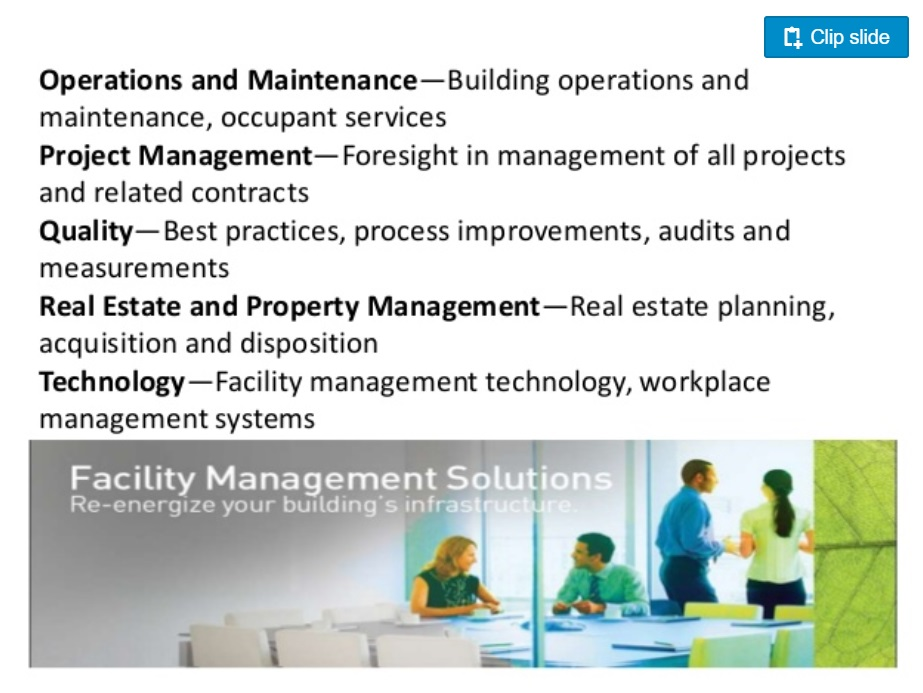 Clip slide
Operations and Maintenance—Building operations and
maintenance, occupant services
Project Management—Foresight in management of all projects
and related contracts
Quality—Best practices, process improvements, audits and
measurements
Real Estate and Property Management—Real estate planning,
acquisition and disposition
Technology—Facility management technology, workplace
management systems
Facility Management Solutions
Re-energize your building's infrastructure.